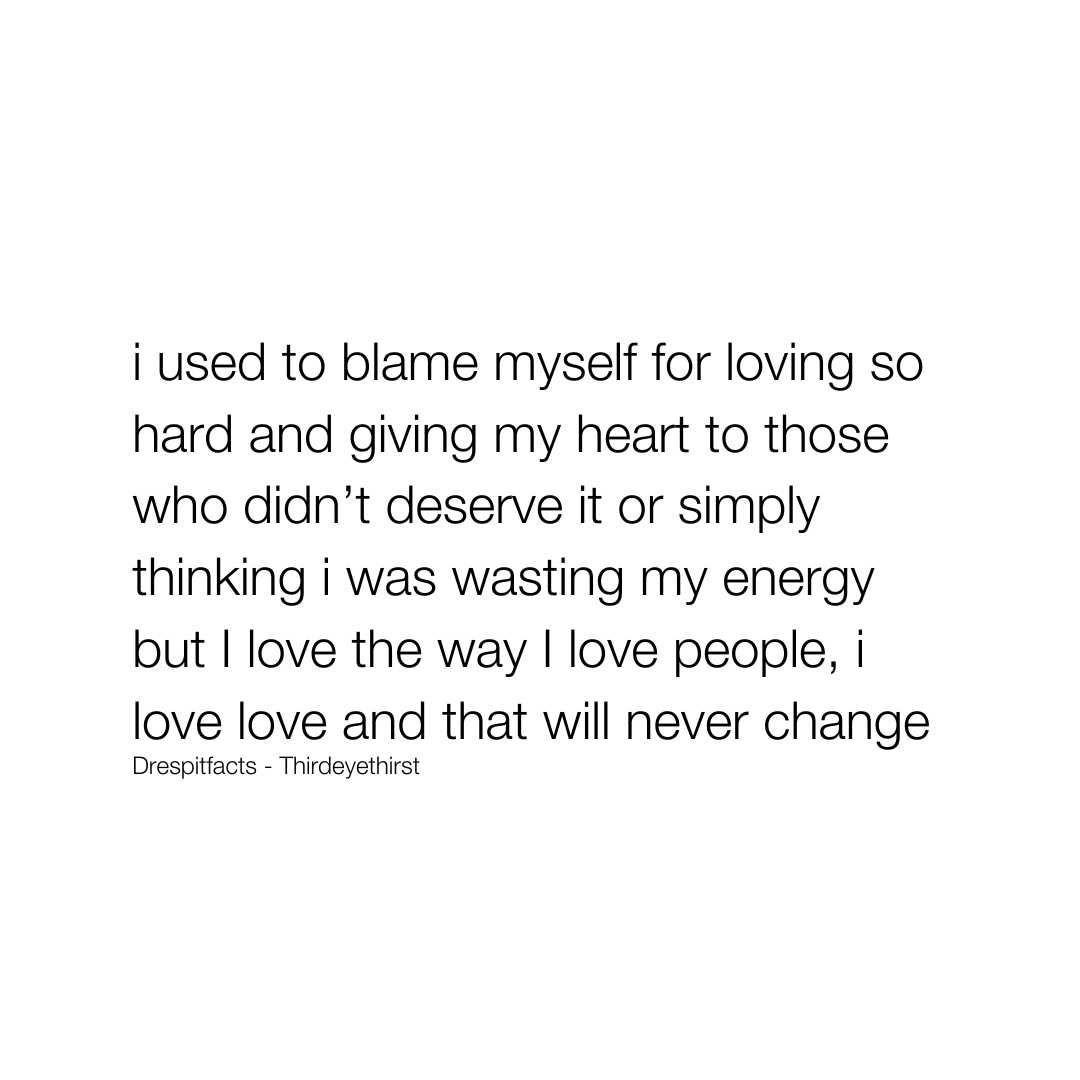 i used to blame myself for loving so
hard and giving my heart to those
who didn’t deserve it or simply
thinking i was wasting my energy
but I love the way I love people, i
love love and that will never change
Drespitfacts - Thirdeyethirst